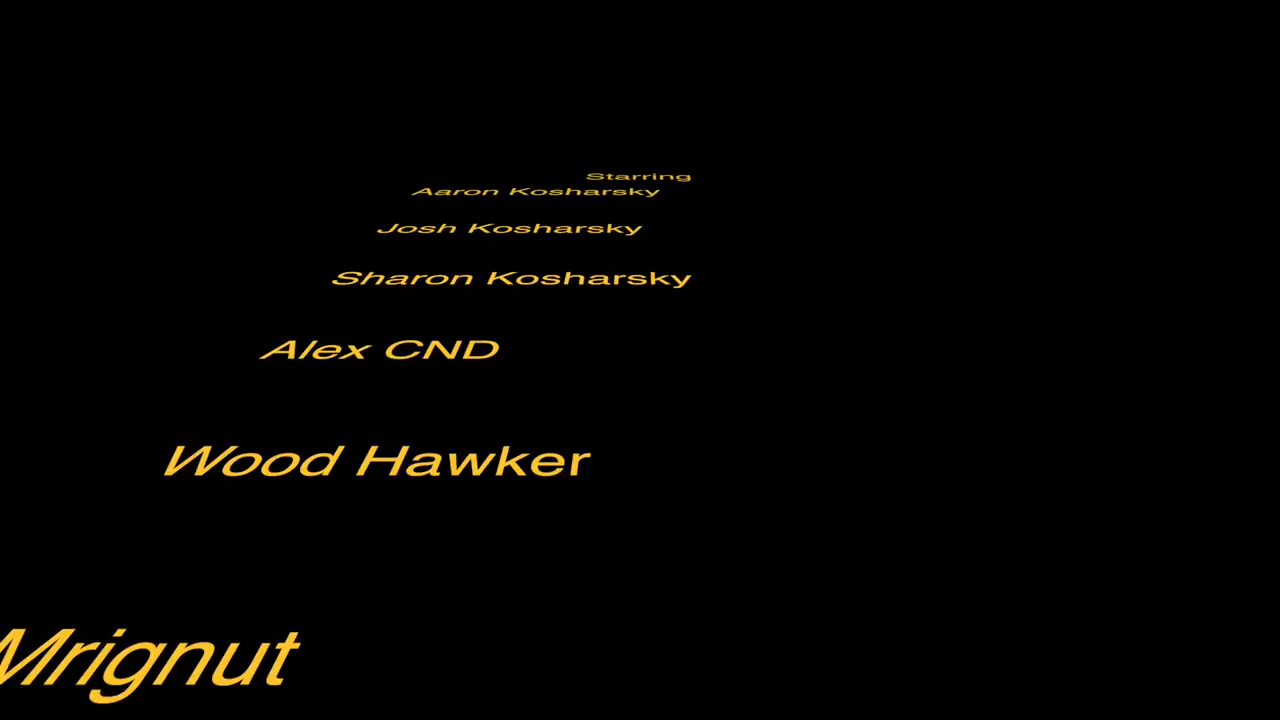 Starring
Aaron Kosharsky
Josh Kosharsky
Sharon Kosharsky
Alex CND
Wood Hawker
Mrignut